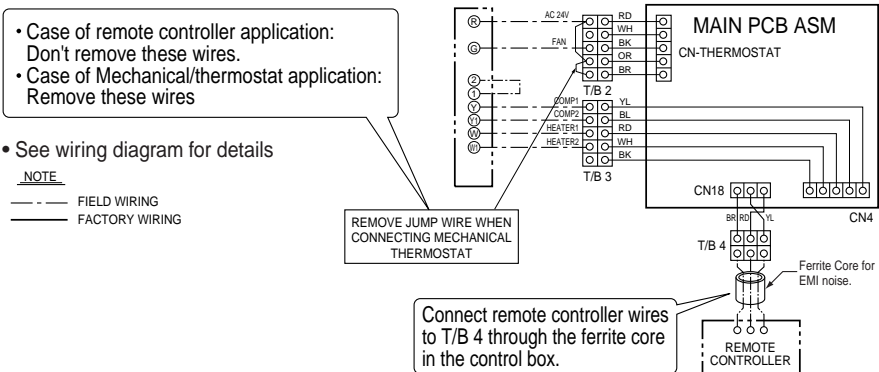 • Case of remote controller application:
Don't remove these wires.
• Case of Mechanical/thermostat application:
Remove these wires
• See wiring diagram for details
NOTE
FIELD WIRING
FACTORY WIRING
R
G
2
1
Y
Y1
W
W1
AC 24V
FAN
COMP1
COMP2
HEATER1
HEATER2
RD
WH
BK
OR
BR
T/B 2
YL
BL
RD
WH
BK
T/B 3
MAIN PCB ASM
CN-THERMOSTAT
CN18
CN4
BR RD YL
T/B 4
REMOVE JUMP WIRE WHEN
CONNECTING MECHANICAL
THERMOSTAT
Ferrite Core for
EMI noise.
Connect remote controller wires
to T/B 4 through the ferrite core
in the control box.
REMOTE
CONTROLLER